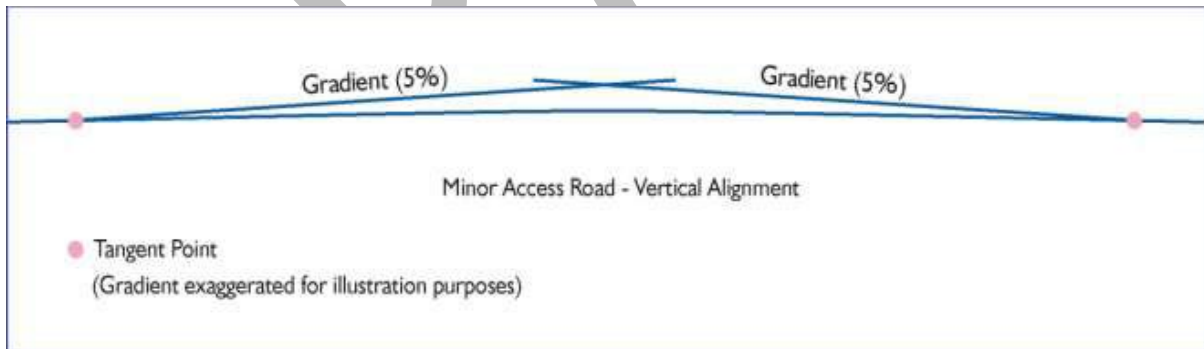 Gradient (5%)
Gradient (5%)
Minor Access Road - Vertical Alignment
Tangent Point
(Gradient exaggerated for illustration purposes)